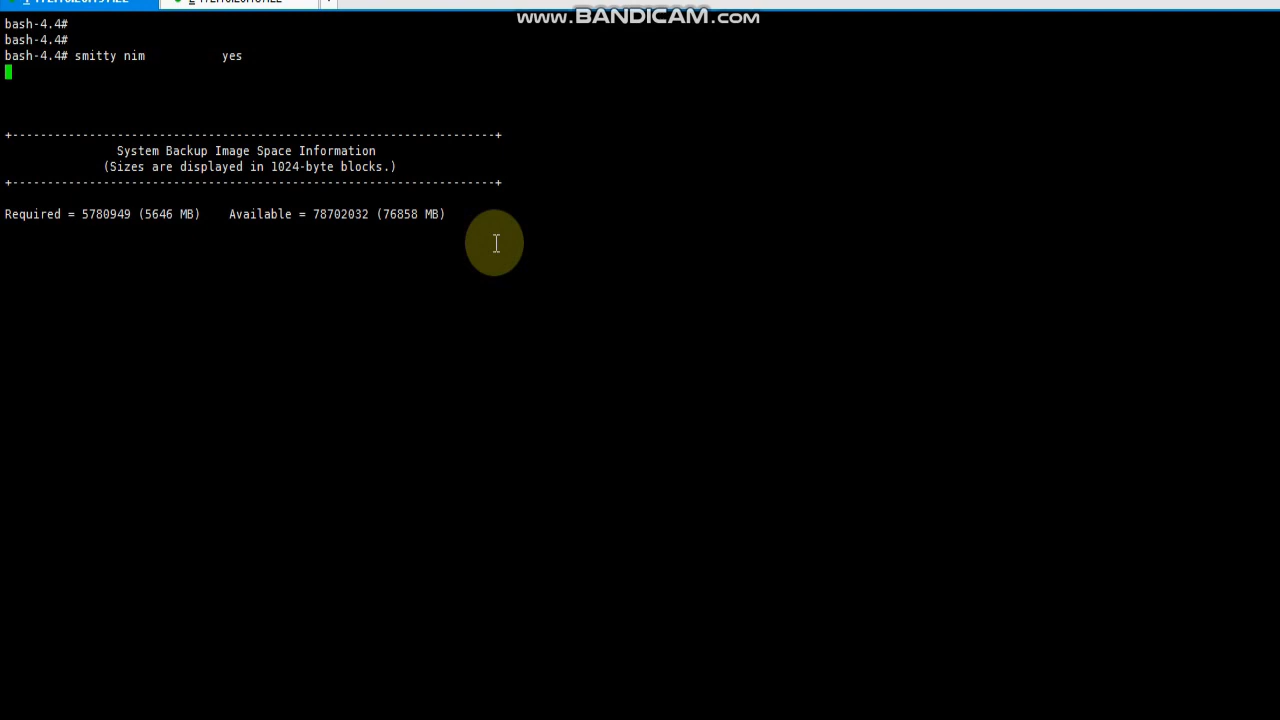 www.BANDICAM.com
bash-4.4#
bash-4.4#
bash-4.4# smitty nim yes
+----------------------------------------------------------------------+
System Backup Image Space Information
(Sizes are displayed in 1024-byte blocks.)
+----------------------------------------------------------------------+
Required = 5780949 (5646 MB) Available = 78702032 (76858 MB)